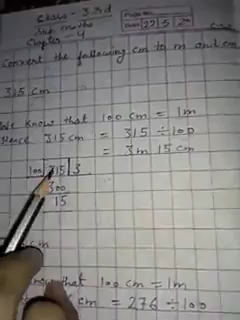 Class - 3rd
Sub maths
Chapter - 4
Convert the following cm to m and cm
315 cm
We know that 100 cm = 1m
Hence 315 cm = 315 ÷ 100
= 3m 15 cm
100 315 3
300
15
cm
know that 100 cm = 1m
cm = 276 ÷ 100